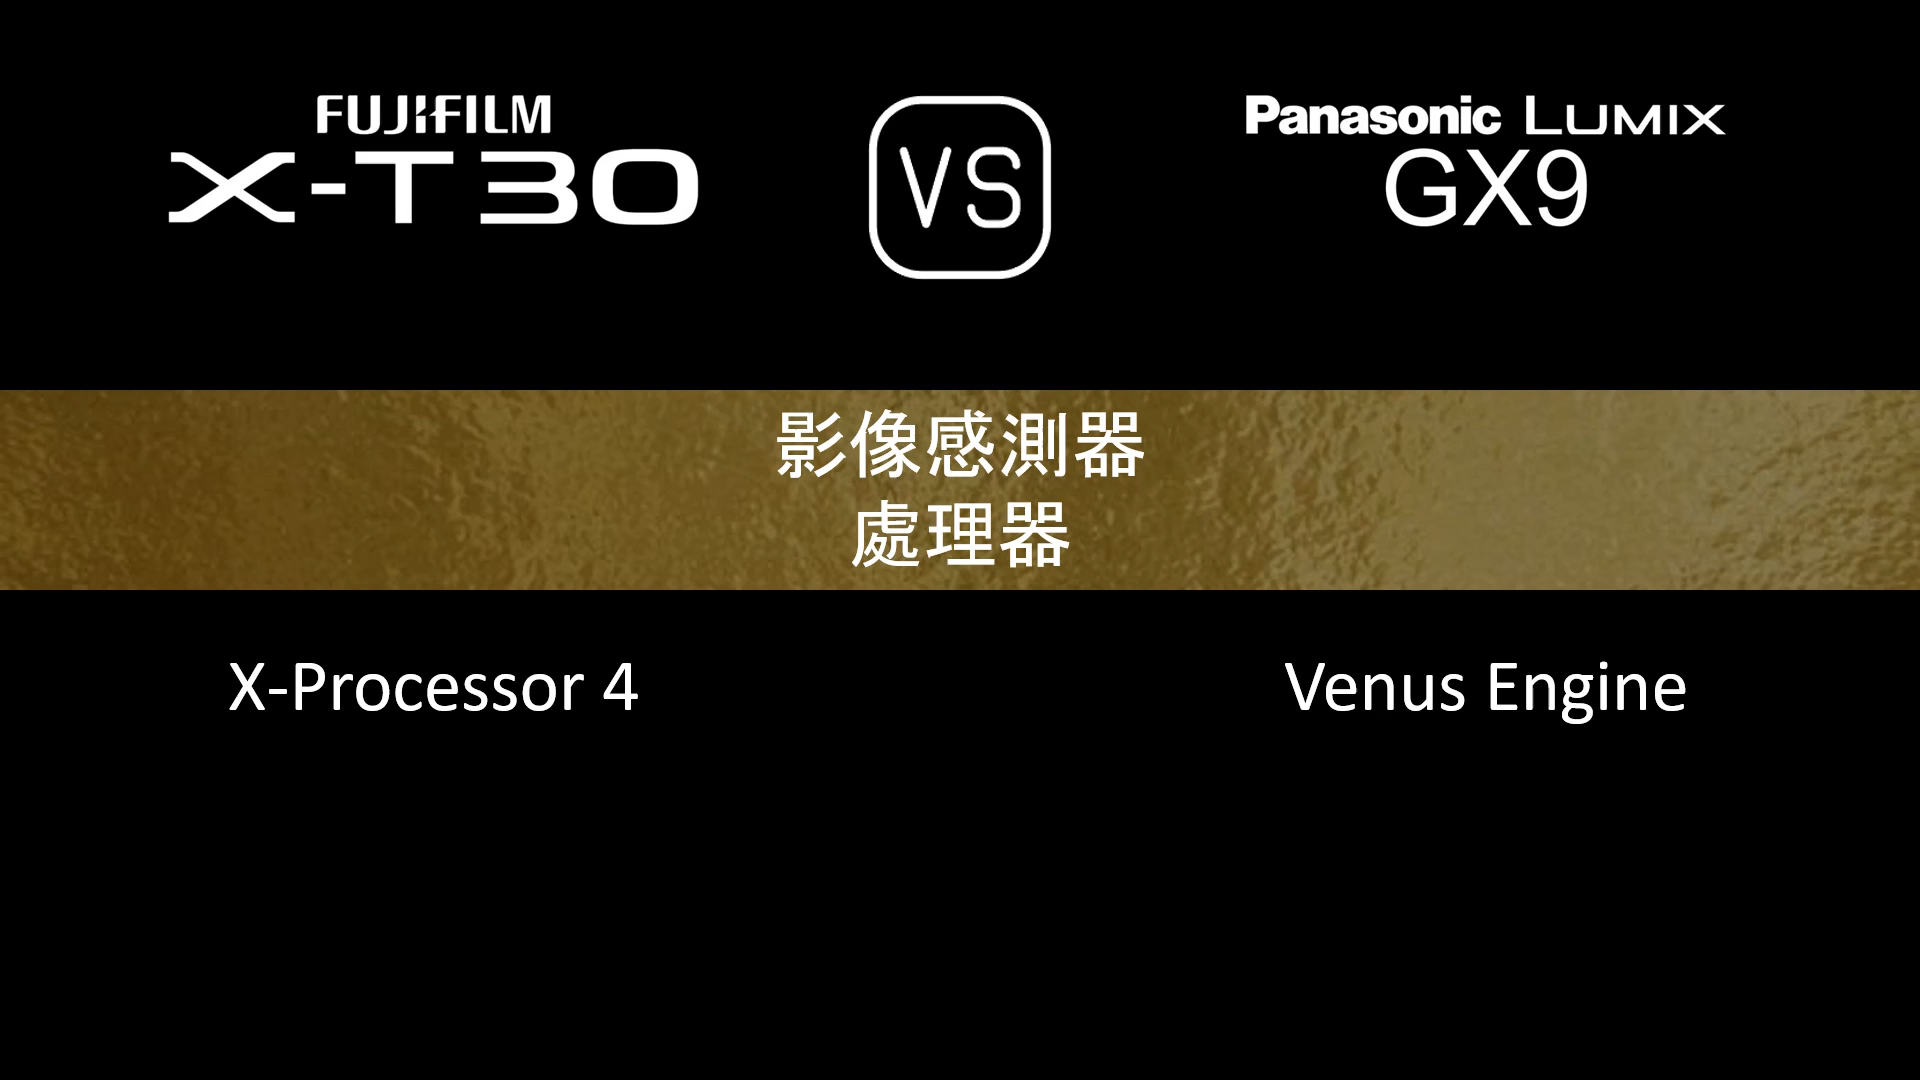 FUJIFILM
X-T30
VS
Panasonic LUMIX
GX9
影像感測器
處理器
X-Processor 4
Venus Engine